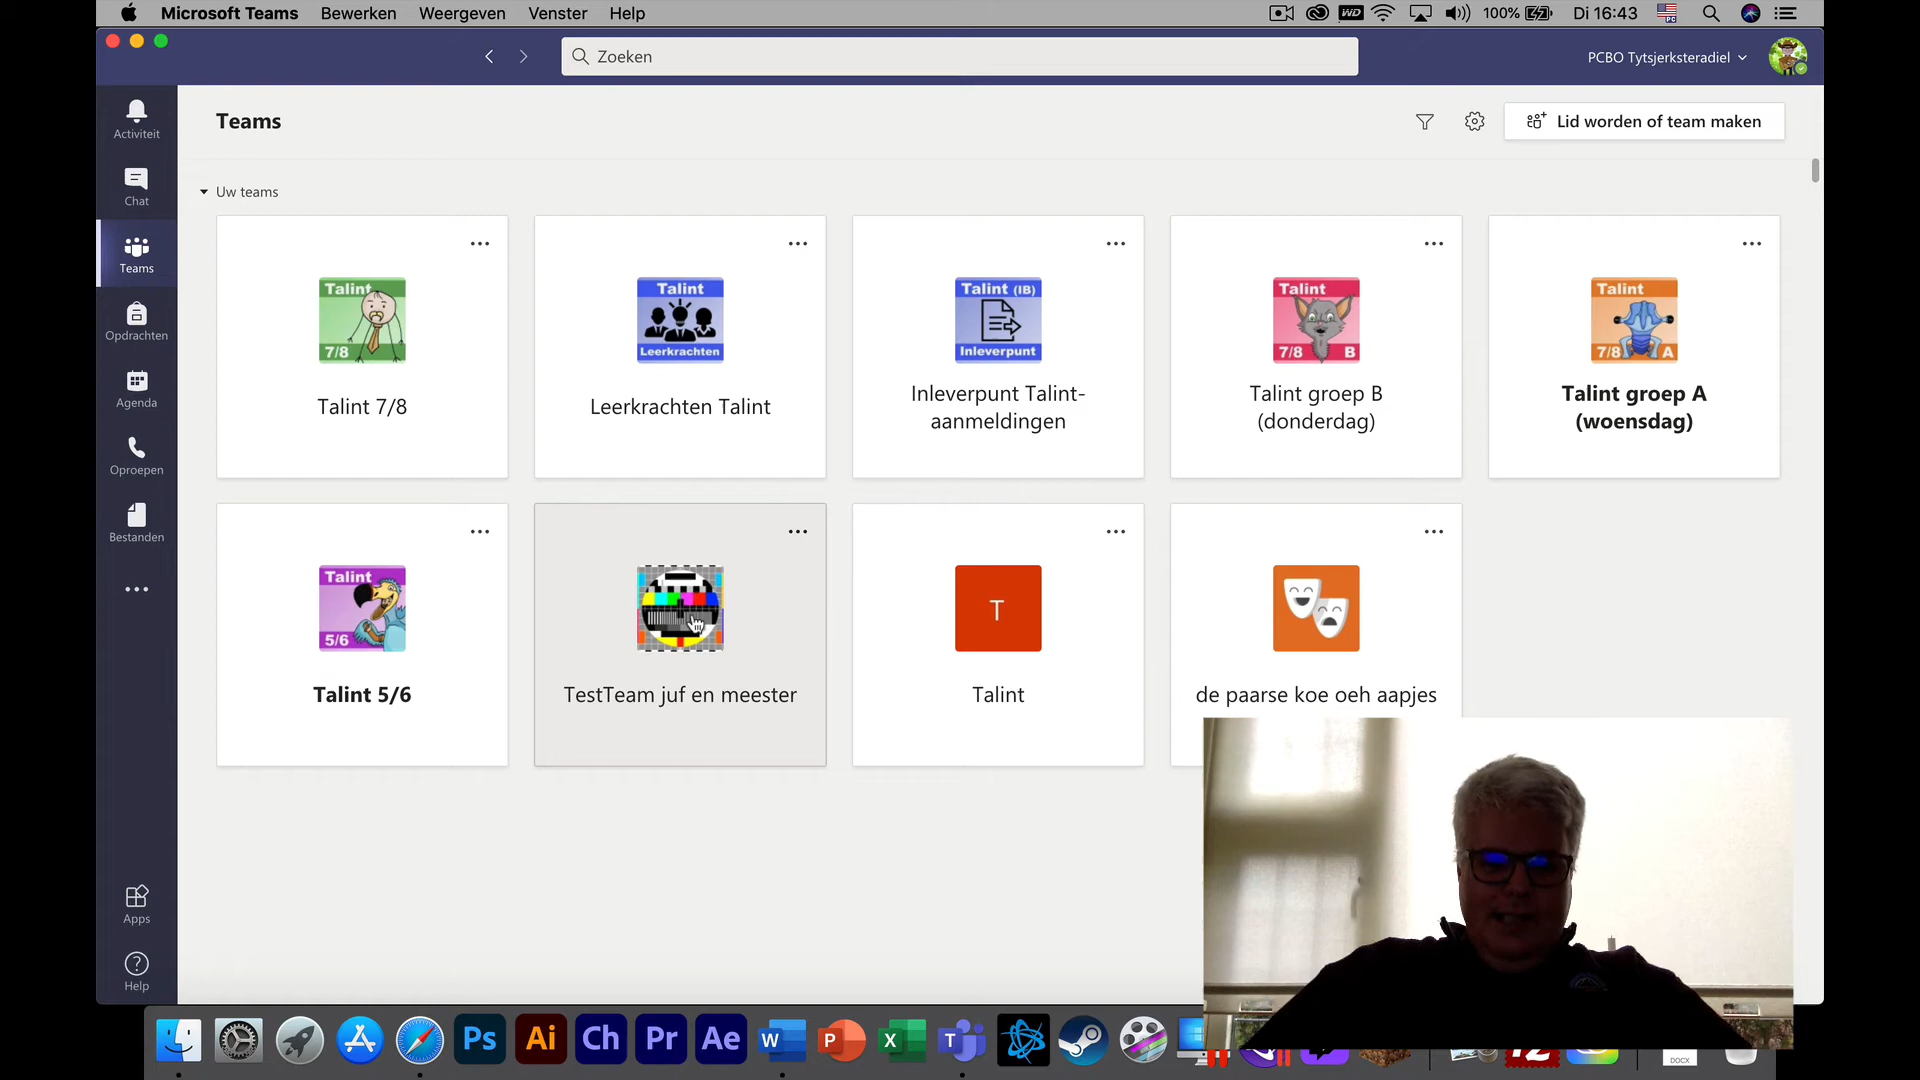 Microsoft Teams Bewerken Weergeven Venster Help
WD 100% Di 16:43
Zoeken
PCBO Tytsjerksteradiel
Activiteit
Chat
Teams
Opdrachten
Agenda
Oproepen
Bestanden
Apps
Help
Teams
Lid worden of team maken
Uw teams
Talint
7/8
Talint 7/8
Talint
Leerkrachten
Leerkrachten Talint
Talint (IB)
Inleverpunt
Inleverpunt Talint-
aanmeldingen
Talint
7/8 B
Talint groep B
(donderdag)
Talint
7/8 A
Talint groep A
(woensdag)
Talint
5/6
Talint 5/6
TestTeam juf en meester
T
Talint
de paarse koe oeh aapjes
Ps Ai Ch Pr Ae W P X T DOCX